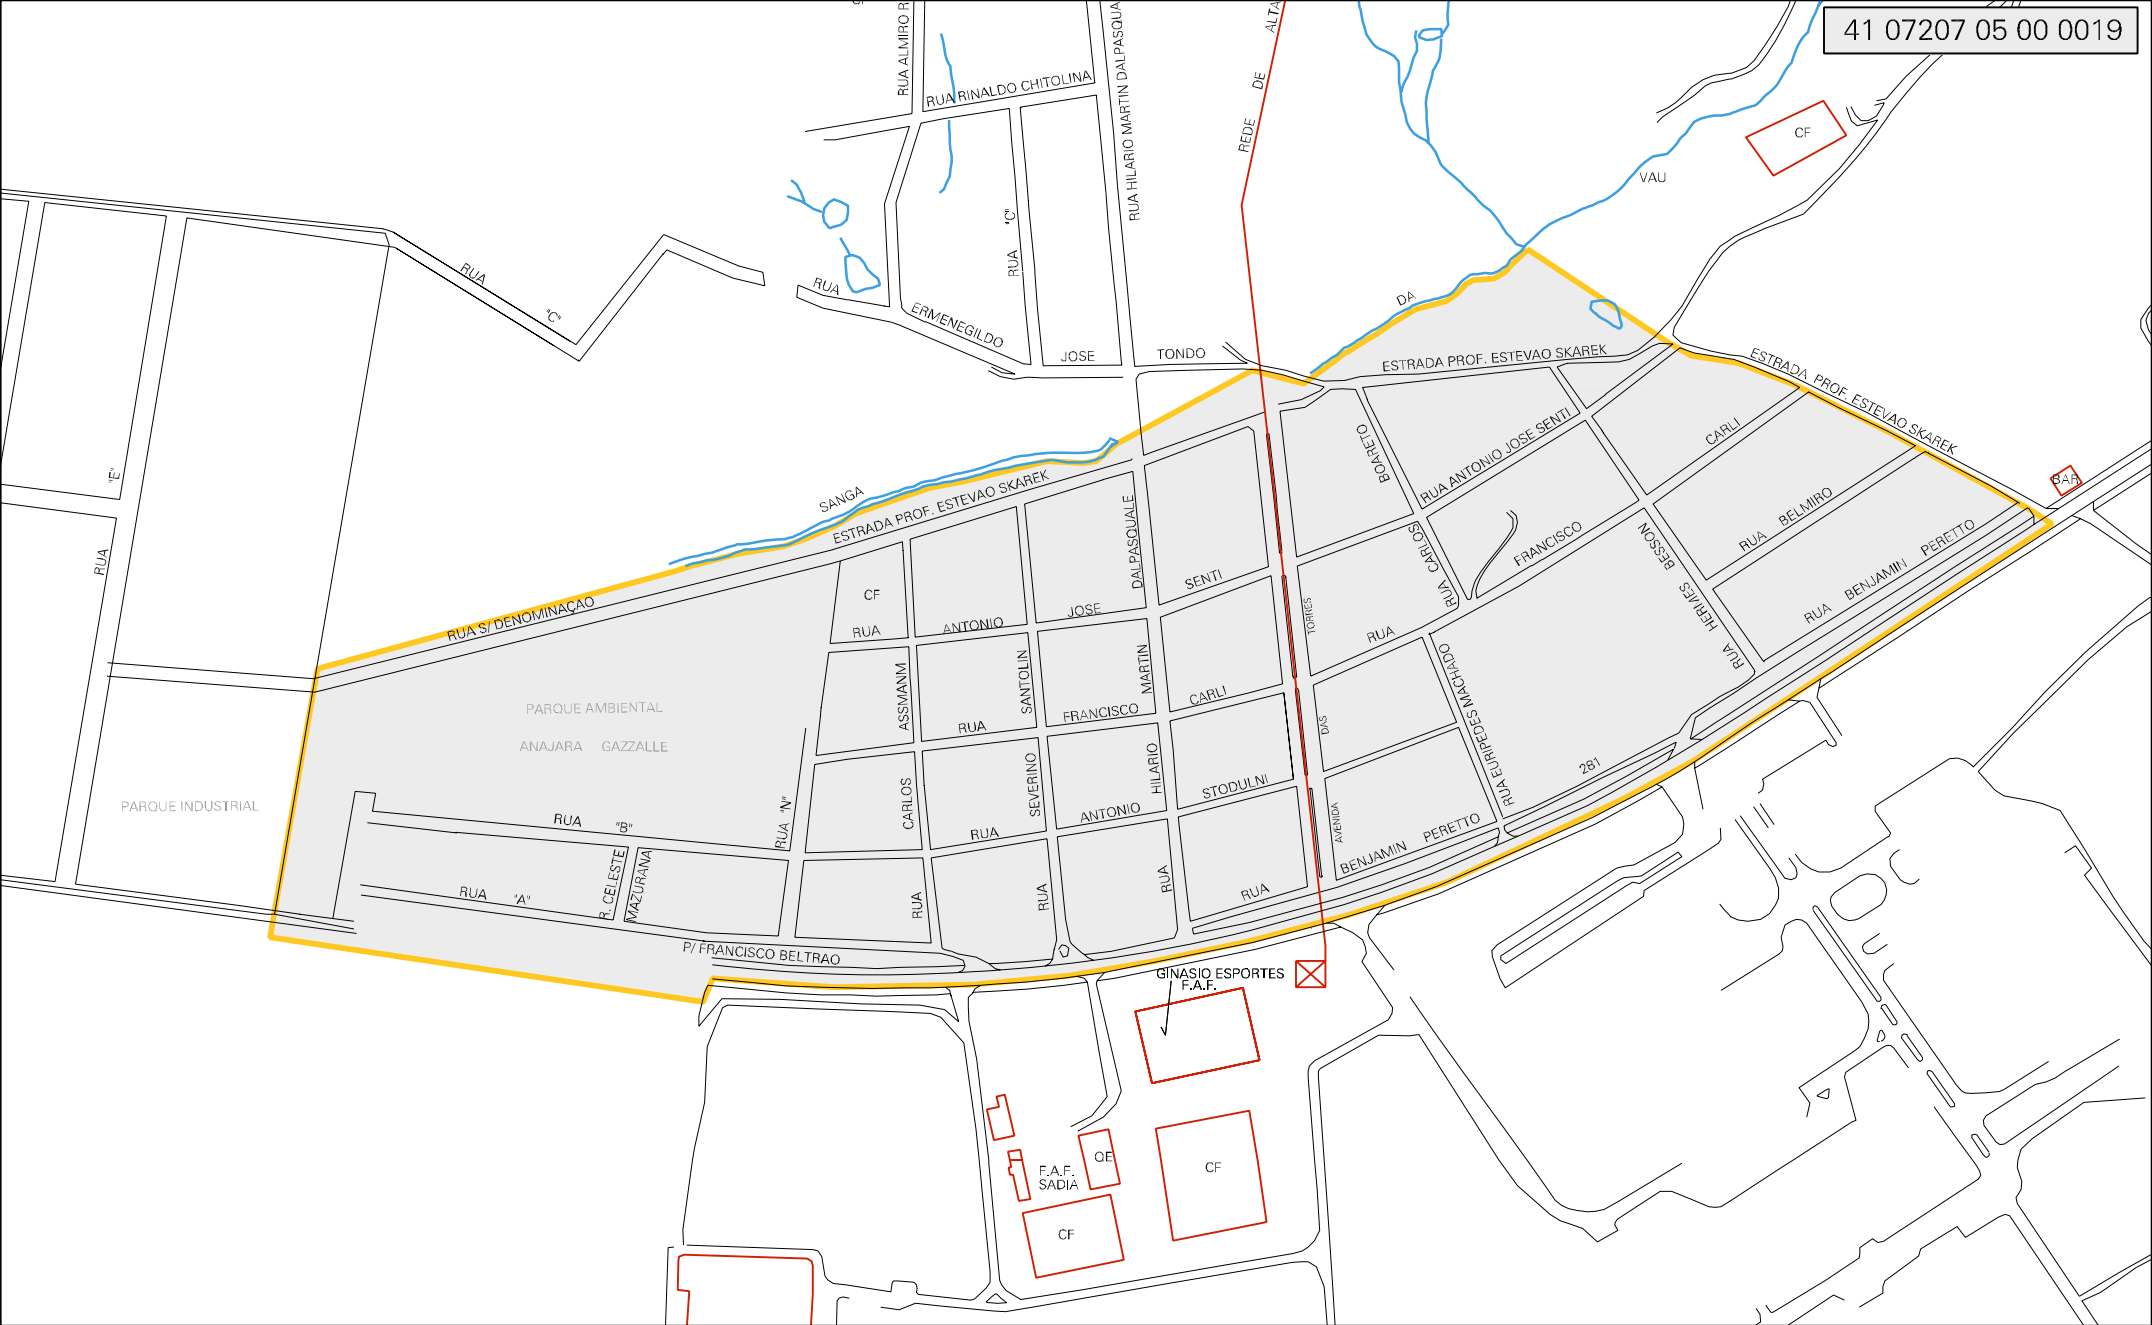 41 07207 05 00 0019
RUA ALMIRO R
RUA HILARIO MARTIN DALPASQUA
REDE DE ALTA
RUA RINALDO CHITOLINA
CF
VAU
RUA "C"
RUA "C"
RUA
ERMENEGILDO
JOSE
TONDO
DA
ESTRADA PROF. ESTEVAO SKAREK
ESTRADA PROF. ESTEVAO SKAREK
BAR
RUA "E"
SANGA
ESTRADA PROF. ESTEVAO SKAREK
RUA S/ DENOMINAÇAO
BOARETO
RUA CARLOS
RUA ANTONIO JOSE SENTI
CARLI
FRANCISCO
RUA
RUA BELMIRO
RUA BENJAMIN PERETTO
RUA HERMES BESSON
CF
RUA
ANTONIO
JOSE
SENTI
DALPASQUALE
MARTIN
HILARIO
RUA
SANTOLIN
SEVERINO
RUA
ASSMANM
CARLOS
RUA
RUA
FRANCISCO
CARLI
TORRES
DAS
AVENIDA
RUA EURIPEDES MACHADO
281
PARQUE AMBIENTAL
ANAJARA GAZZALLE
PARQUE INDUSTRIAL
RUA "N"
RUA "B"
RUA
ANTONIO
STODULNI
RUA
BENJAMIN PERETTO
RUA "A"
R. CELESTE
MAZURANA
P/ FRANCISCO BELTRAO
GINASIO ESPORTES
F.A.F.
QE
F.A.F.
SADIA
CF
CF